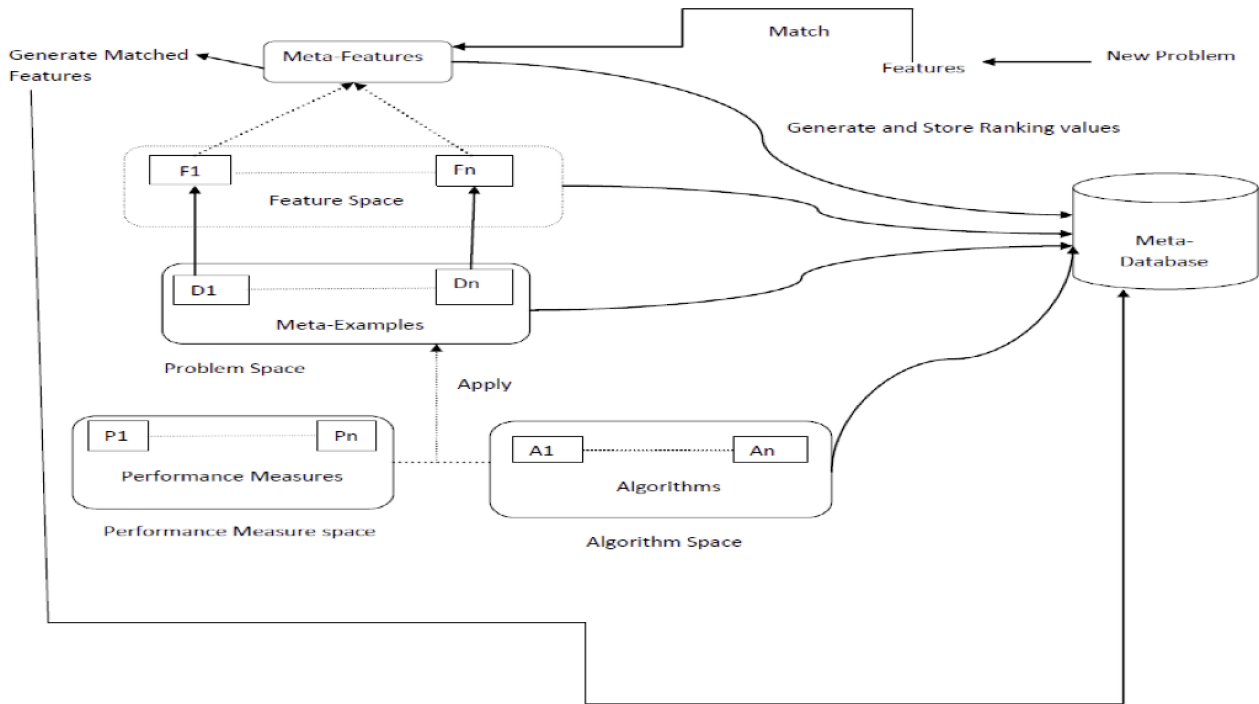 Match
Generate Matched
Features
Meta-Features
Features
New Problem
Generate and Store Ranking values
F1
Fn
Feature Space
Meta-
Database
D1
Dn
Meta-Examples
Problem Space
Apply
P1
Pn
Performance Measures
A1
An
Algorithms
Performance Measure space
Algorithm Space